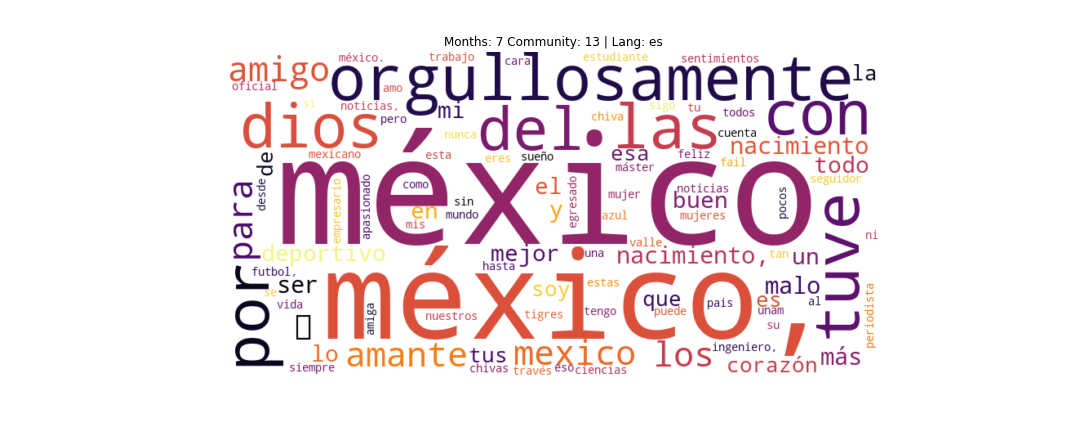 Months: 7 Community: 13 | Lang: es
méxico, trabajo cara estudiante sentimientos
amigo orgullosamente la
oficial amo
si noticias, mi sigo tu
pero chiva todos
dios del las con
nunca cuenta
mexicano esta eres sueño esa feliz nacimiento
máster fail todo
de desde como el mujer noticias seguidor
méxico
para empresario apasionado sin egresado buen pocos
en mundo y azul mujeres tuve
mis valle ni
deportivo mejor una nacimiento, tan un
futbol, hasta
por se ser soy estas que es malo
vida méxico, tengo puede pais al
amiga nuestros tigres unam periodista
su
lo amante tus mexico los ingeniero, más
siempre chivas través eso ciencias corazón